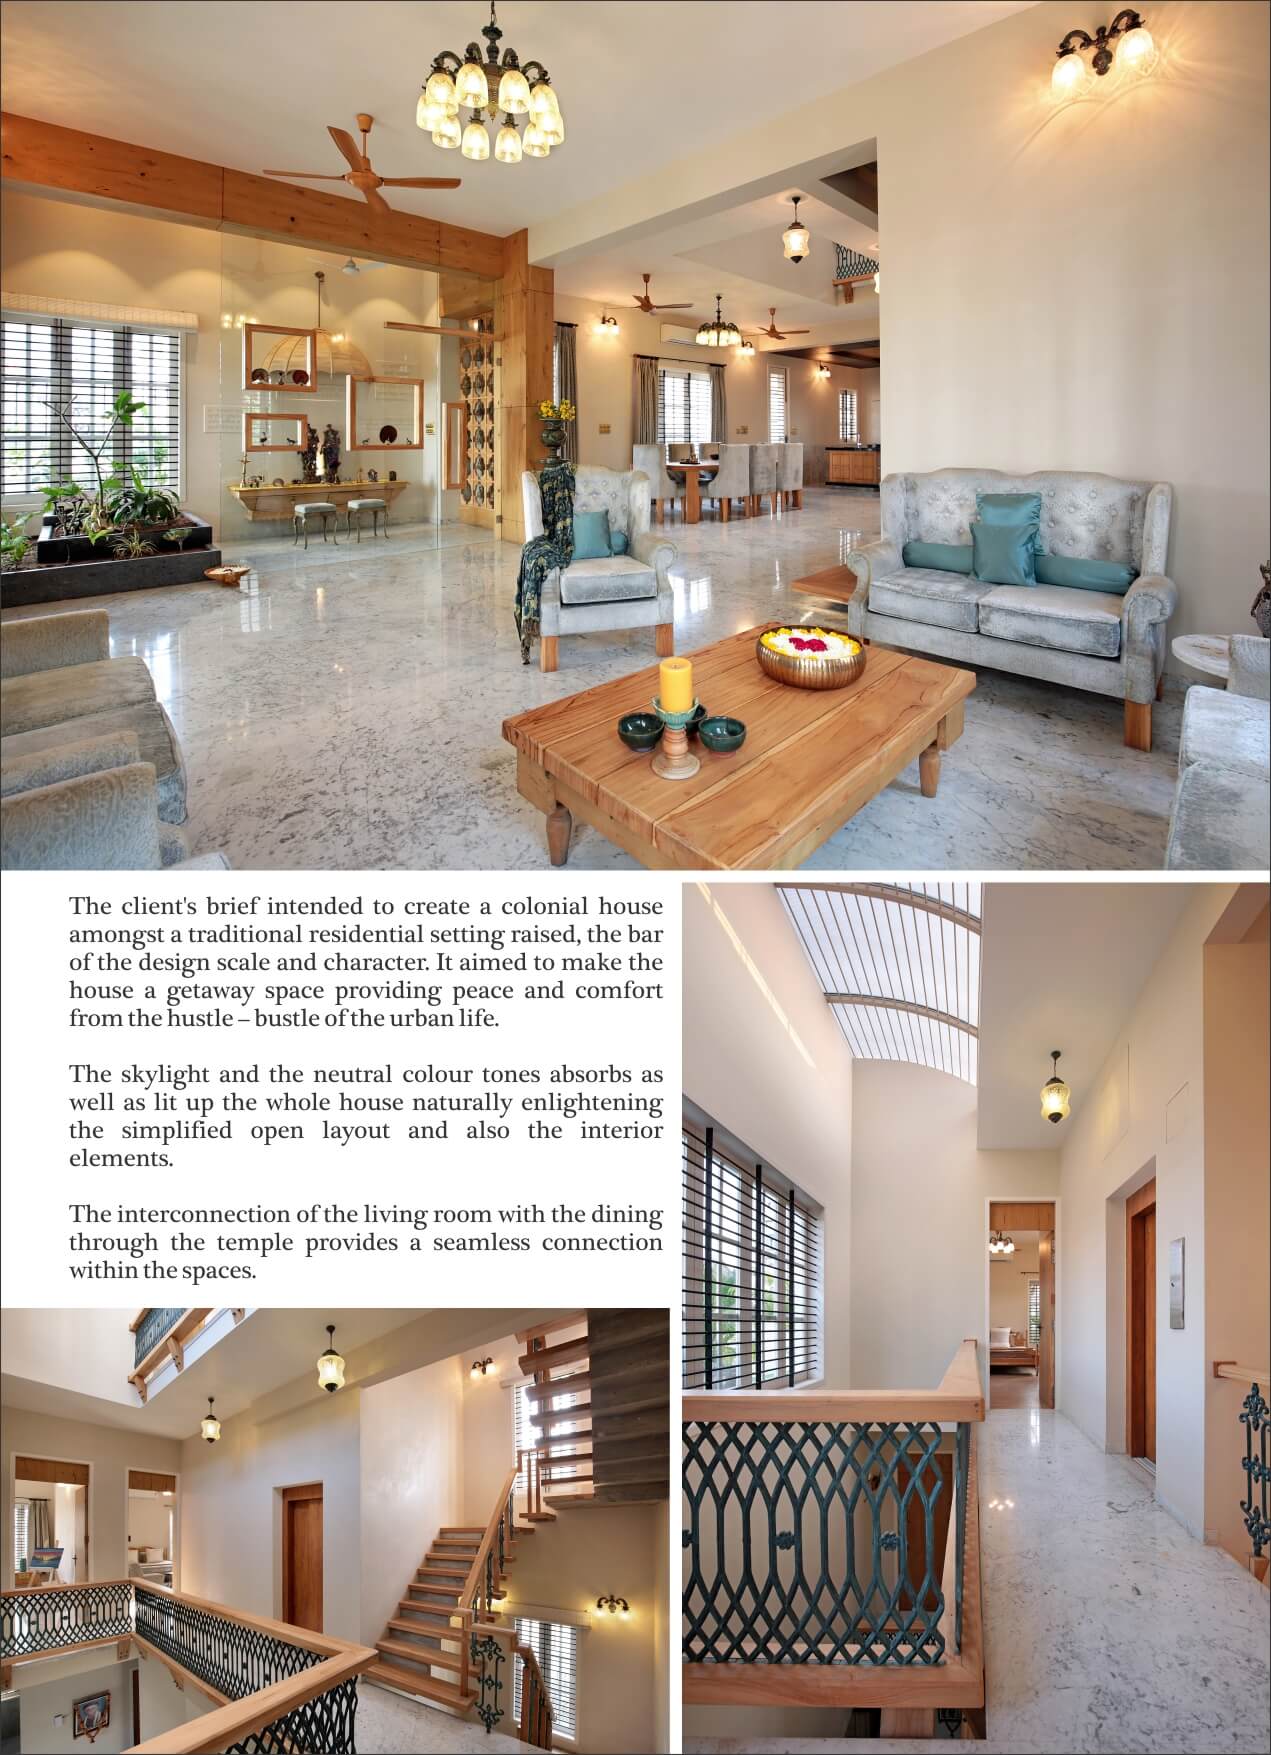 The client's brief intended to create a colonial house
amongst a traditional residential setting raised, the bar
of the design scale and character. It aimed to make the
house a getaway space providing peace and comfort
from the hustle – bustle of the urban life.
The skylight and the neutral colour tones absorbs as
well as lit up the whole house naturally enlightening
the simplified open layout and also the interior
elements.
The interconnection of the living room with the dining
through the temple provides a seamless connection
within the spaces.